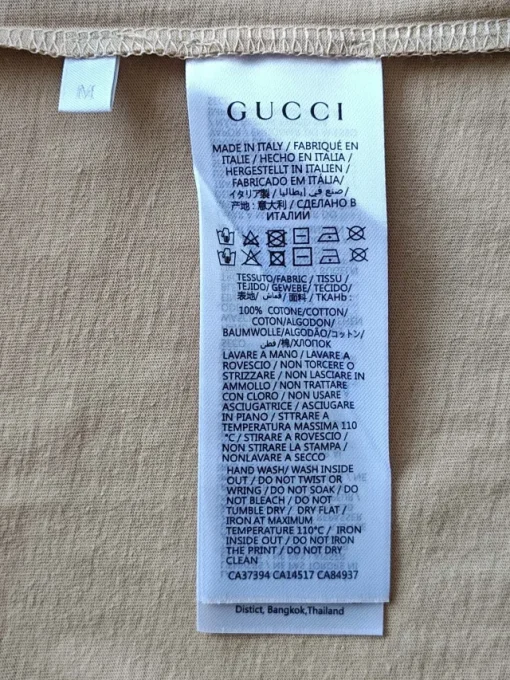 M
GUCCI
MADE IN ITALY / FABRIQUÉ EN
ITALIE / HECHO EN ITALIA /
HERGESTELLT IN ITALIEN /
FABRICADO EM ITALIA/
イタリア製 / صنع في إيطاليا /
产地 : 意大利 / СДЕЛАНО В
ИТАЛИИ
TESSUTO/FABRIC / TISSU /
TEJIDO/ GEWEBE/ TECIDO/
表地/ قماش/ 面料 / ТКАНЬ :
100% COTONE/COTTON/
COTON/ALGODON/
BAUMWOLLE/ALGODÃO/コットン/
قطن/棉/ХЛОПОК
LAVARE A MANO / LAVARE A
ROVESCIO / NON TORCERE O
STRIZZARE / NON LASCIARE IN
AMMOLLO / NON TRATTARE
CON CLORO / NON USARE
ASCIUGATRICE / ASCIUGARE
IN PIANO / STTRARE A
TEMPERATURA MASSIMA 110
°C / STIRARE A ROVESCIO /
NON STIRARE LA STAMPA /
NONLAVARE A SECCO
HAND WASH/ WASH INSIDE
OUT / DO NOT TWIST OR
WRING / DO NOT SOAK / DO
NOT BLEACH / DO NOT
TUMBLE DRY / DRY FLAT /
IRON AT MAXIMUM
TEMPERATURE 110°C / IRON
INSIDE OUT / DO NOT IRON
THE PRINT / DO NOT DRY
CLEAN
CA37394 CA14517 CA84937
Distict, Bangkok,Thailand